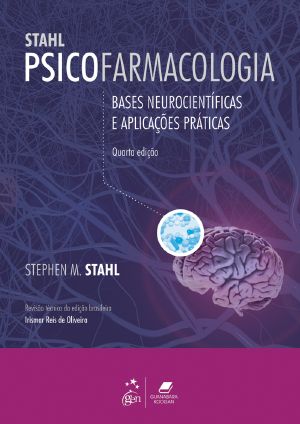 STAHL
PSICOFARMACOLOGIA
BASES NEUROCIENTÍFICAS
E APLICAÇÕES PRÁTICAS
Quarta edição
STEPHEN M. STAHL
Revisão técnica da edição brasileira
Irismar Reis de Oliveira
gen
GUANABARA
KOOGAN